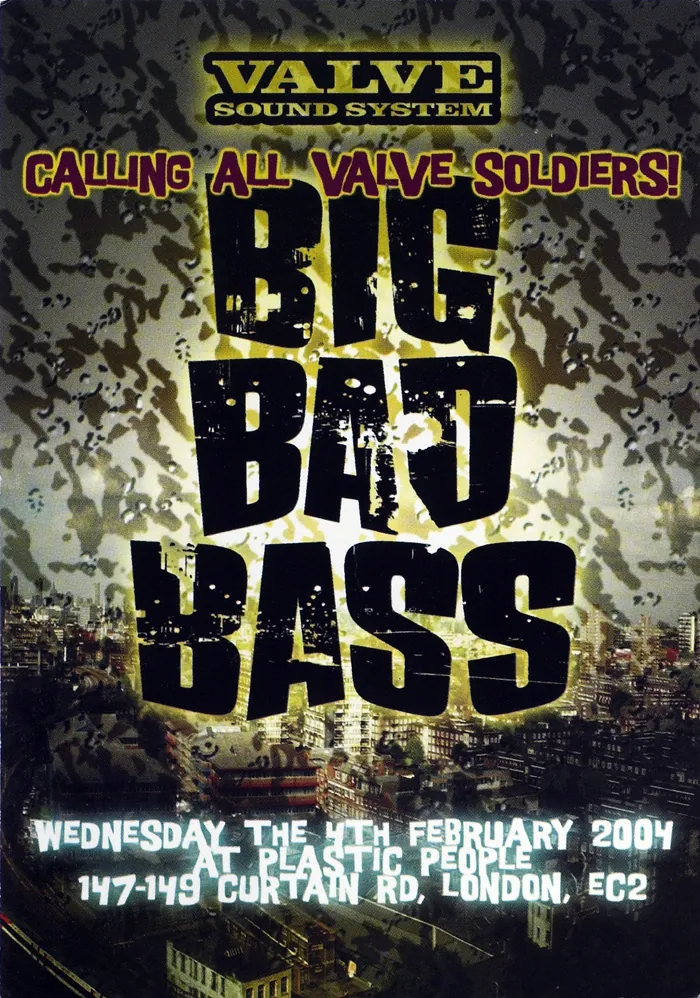 VALVE
SOUND SYSTEM
CALLING ALL VALVE SOLDIERS!
BIG
BAD
BASS
WEDNESDAY THE 4TH FEBRUARY 2004
AT PLASTIC PEOPLE
147-149 CURTAIN RD, LONDON, EC2